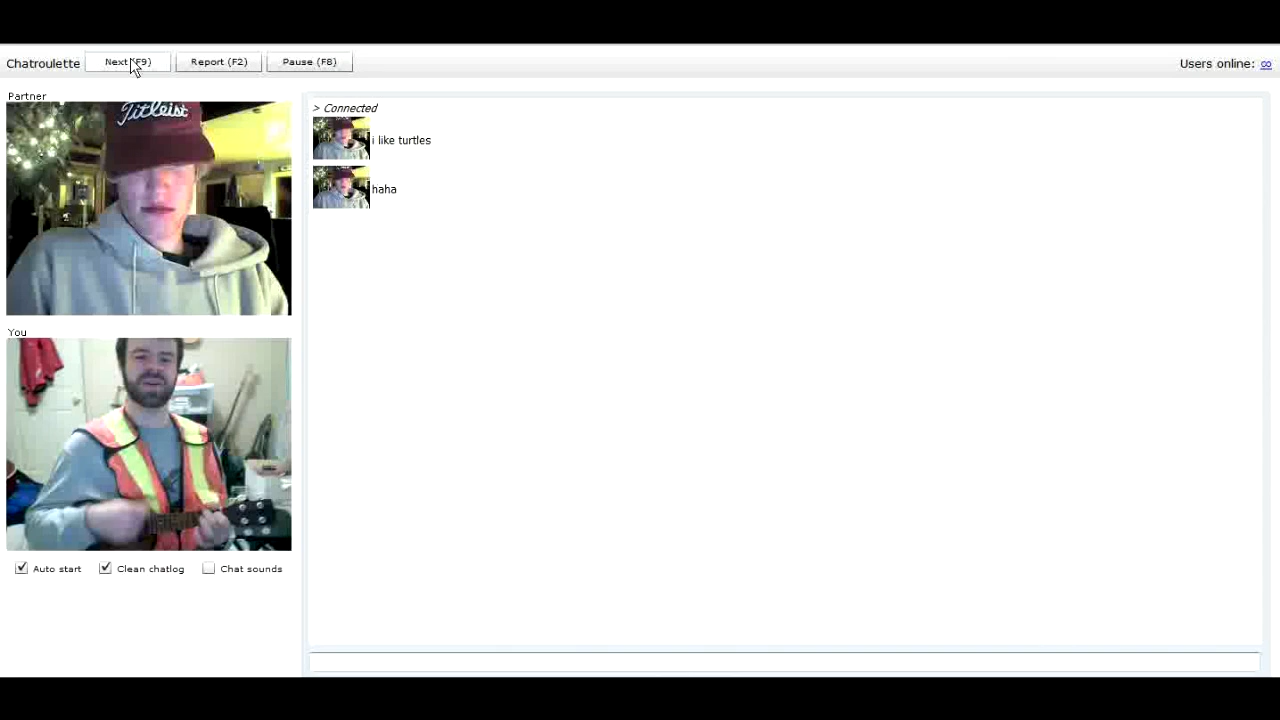 Chatroulette
Next (F9)
Report (F2)
Pause (F8)
Users online: ∞
Partner
Titleist
> Connected
i like turtles
haha
You
Auto start
Clean chatlog
Chat sounds